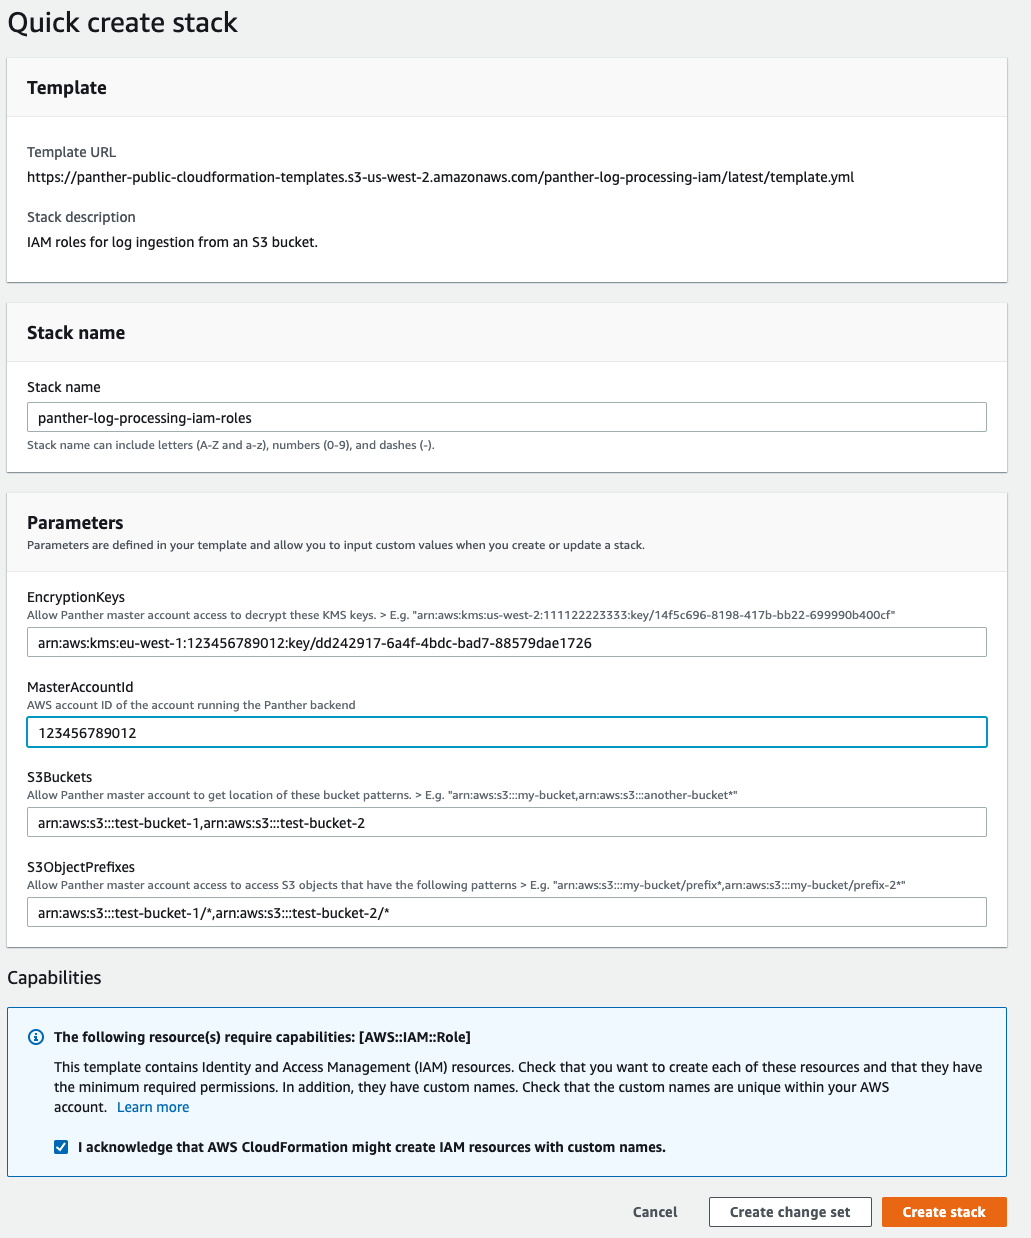 Quick create stack
Template
Template URL
https://panther-public-cloudformation-templates.s3-us-west-2.amazonaws.com/panther-log-processing-iam/latest/template.yml
Stack description
IAM roles for log ingestion from an S3 bucket.
Stack name
Stack name
panther-log-processing-iam-roles
Stack name can include letters (A-Z and a-z), numbers (0-9), and dashes (-).
Parameters
Parameters are defined in your template and allow you to input custom values when you create or update a stack.
EncryptionKeys
Allow Panther master account access to decrypt these KMS keys. > E.g. "arn:aws:kms:us-west-2:111122223333:key/14f5c696-8198-417b-bb22-699990b400cf"
arn:aws:kms:eu-west-1:123456789012:key/dd242917-6a4f-4bdc-bad7-88579dae1726
MasterAccountId
AWS account ID of the account running the Panther backend
123456789012
S3Buckets
Allow Panther master account to get location of these bucket patterns. > E.g. "arn:aws:s3:::my-bucket,arn:aws:s3:::another-bucket*"
arn:aws:s3:::test-bucket-1,arn:aws:s3:::test-bucket-2
S3ObjectPrefixes
Allow Panther master account access to access S3 objects that have the following patterns > E.g. "arn:aws:s3:::my-bucket/prefix*,arn:aws:s3:::my-bucket/prefix-2*"
arn:aws:s3:::test-bucket-1/*,arn:aws:s3:::test-bucket-2/*
Capabilities
The following resource(s) require capabilities: [AWS::IAM::Role]
This template contains Identity and Access Management (IAM) resources. Check that you want to create each of these resources and that they have
the minimum required permissions. In addition, they have custom names. Check that the custom names are unique within your AWS
account. Learn more
I acknowledge that AWS CloudFormation might create IAM resources with custom names.
Cancel Create change set Create stack